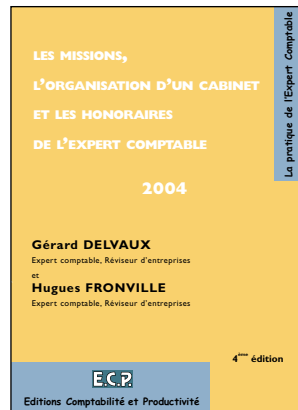 LES MISSIONS,
L'ORGANISATION D'UN CABINET
ET LES HONORAIRES
DE L'EXPERT COMPTABLE
2004
La pratique de l'Expert Comptable
Gérard DELVAUX
Expert comptable, Réviseur d'entreprises
et
Hugues FRONVILLE
Expert comptable, Réviseur d'entreprises
4ème édition
E.C.P.
Editions Comptabilité et Productivité